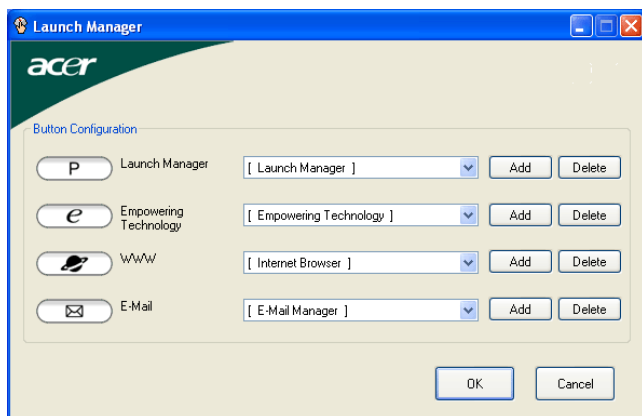 Launch Manager
acer
Button Configuration
P Launch Manager [ Launch Manager ] Add Delete
e Empowering Technology [ Empowering Technology ] Add Delete
WWW [ Internet Browser ] Add Delete
E-Mail [ E-Mail Manager ] Add Delete
OK Cancel